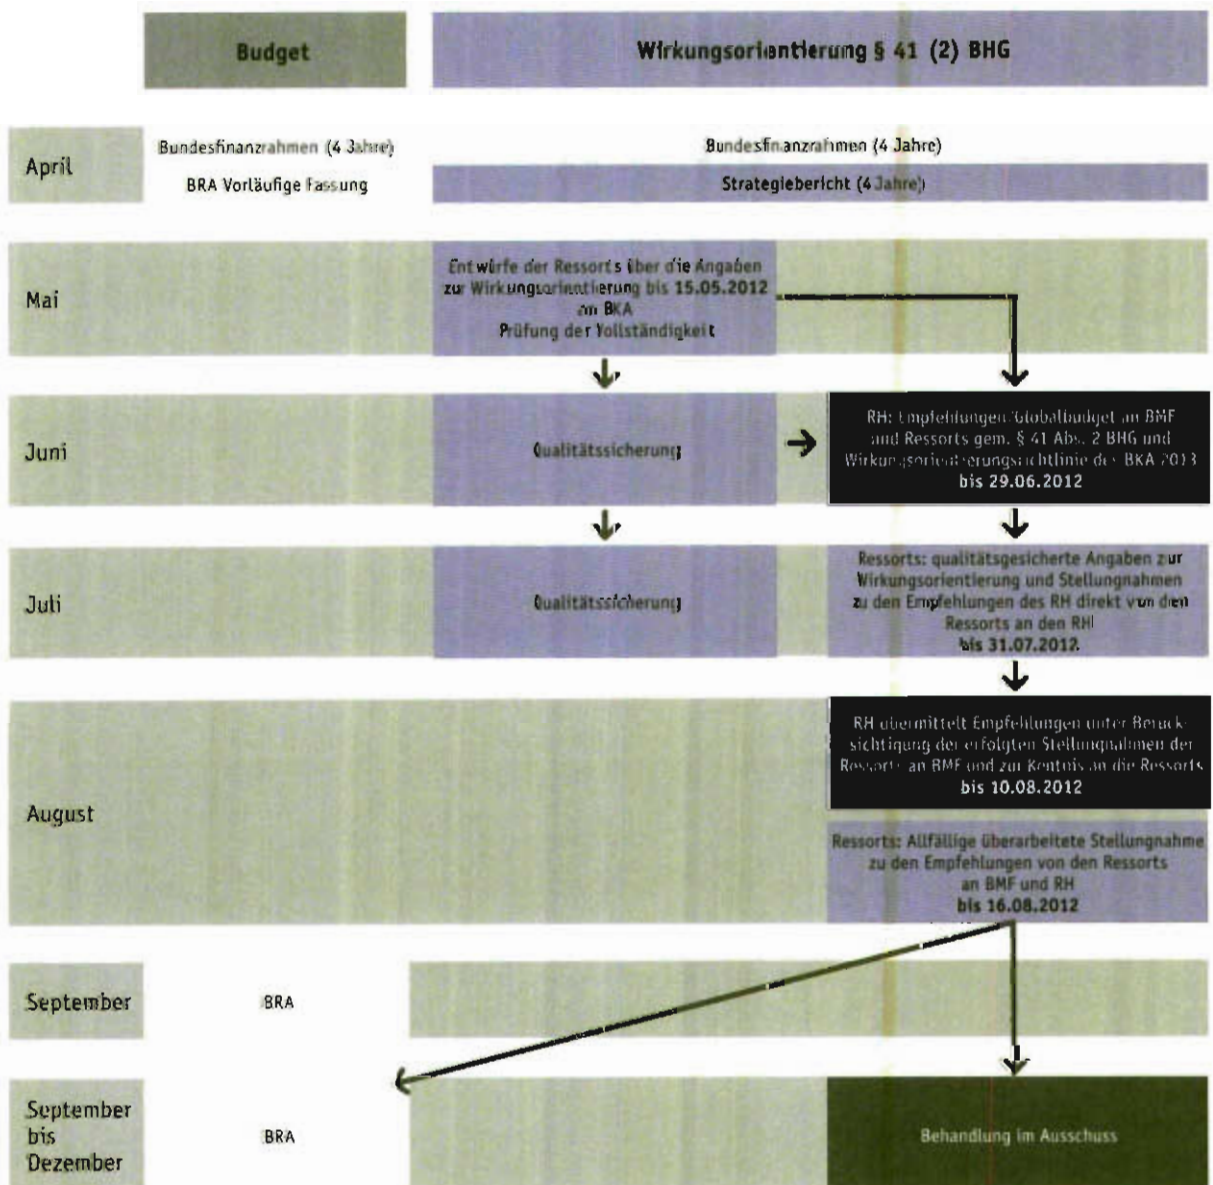 Budget
Wirkungsorientierung § 41 (2) BHG
April
Bundesfinanzrahmen (4 Jahre)
BRA Vorläufige Fassung
Bundesfinanzrahmen (4 Jahre)
Strategiebericht (4 Jahre)
Mai
Entwürfe der Ressorts über die Angaben
zur Wirkungsorientierung bis 15.05.2012
an BKA
Prüfung der Vollständigkeit
Juni
Qualitätssicherung
RH: Empfehlungen/Globalbudget an BMF
und Ressorts gem. § 41 Abs. 2 BHG und
Wirkungsorientierungsrichtlinie des BKA 2013
bis 29.06.2012
Juli
Qualitätssicherung
Ressorts: qualitätsgesicherte Angaben zur
Wirkungsorientierung und Stellungnahmen
zu den Empfehlungen des RH direkt von den
Ressorts an den RH
bis 31.07.2012
August
RH übermittelt Empfehlungen unter Berück-
sichtigung der erfolgten Stellungnahmen der
Ressorts an BMF und zur Kentnis an die Ressorts
bis 10.08.2012
Ressorts: Allfällige überarbeitete Stellungnahme
zu den Empfehlungen von den Ressorts
an BMF und RH
bis 16.08.2012
September
BRA
September
bis
Dezember
BRA
Behandlung im Ausschuss